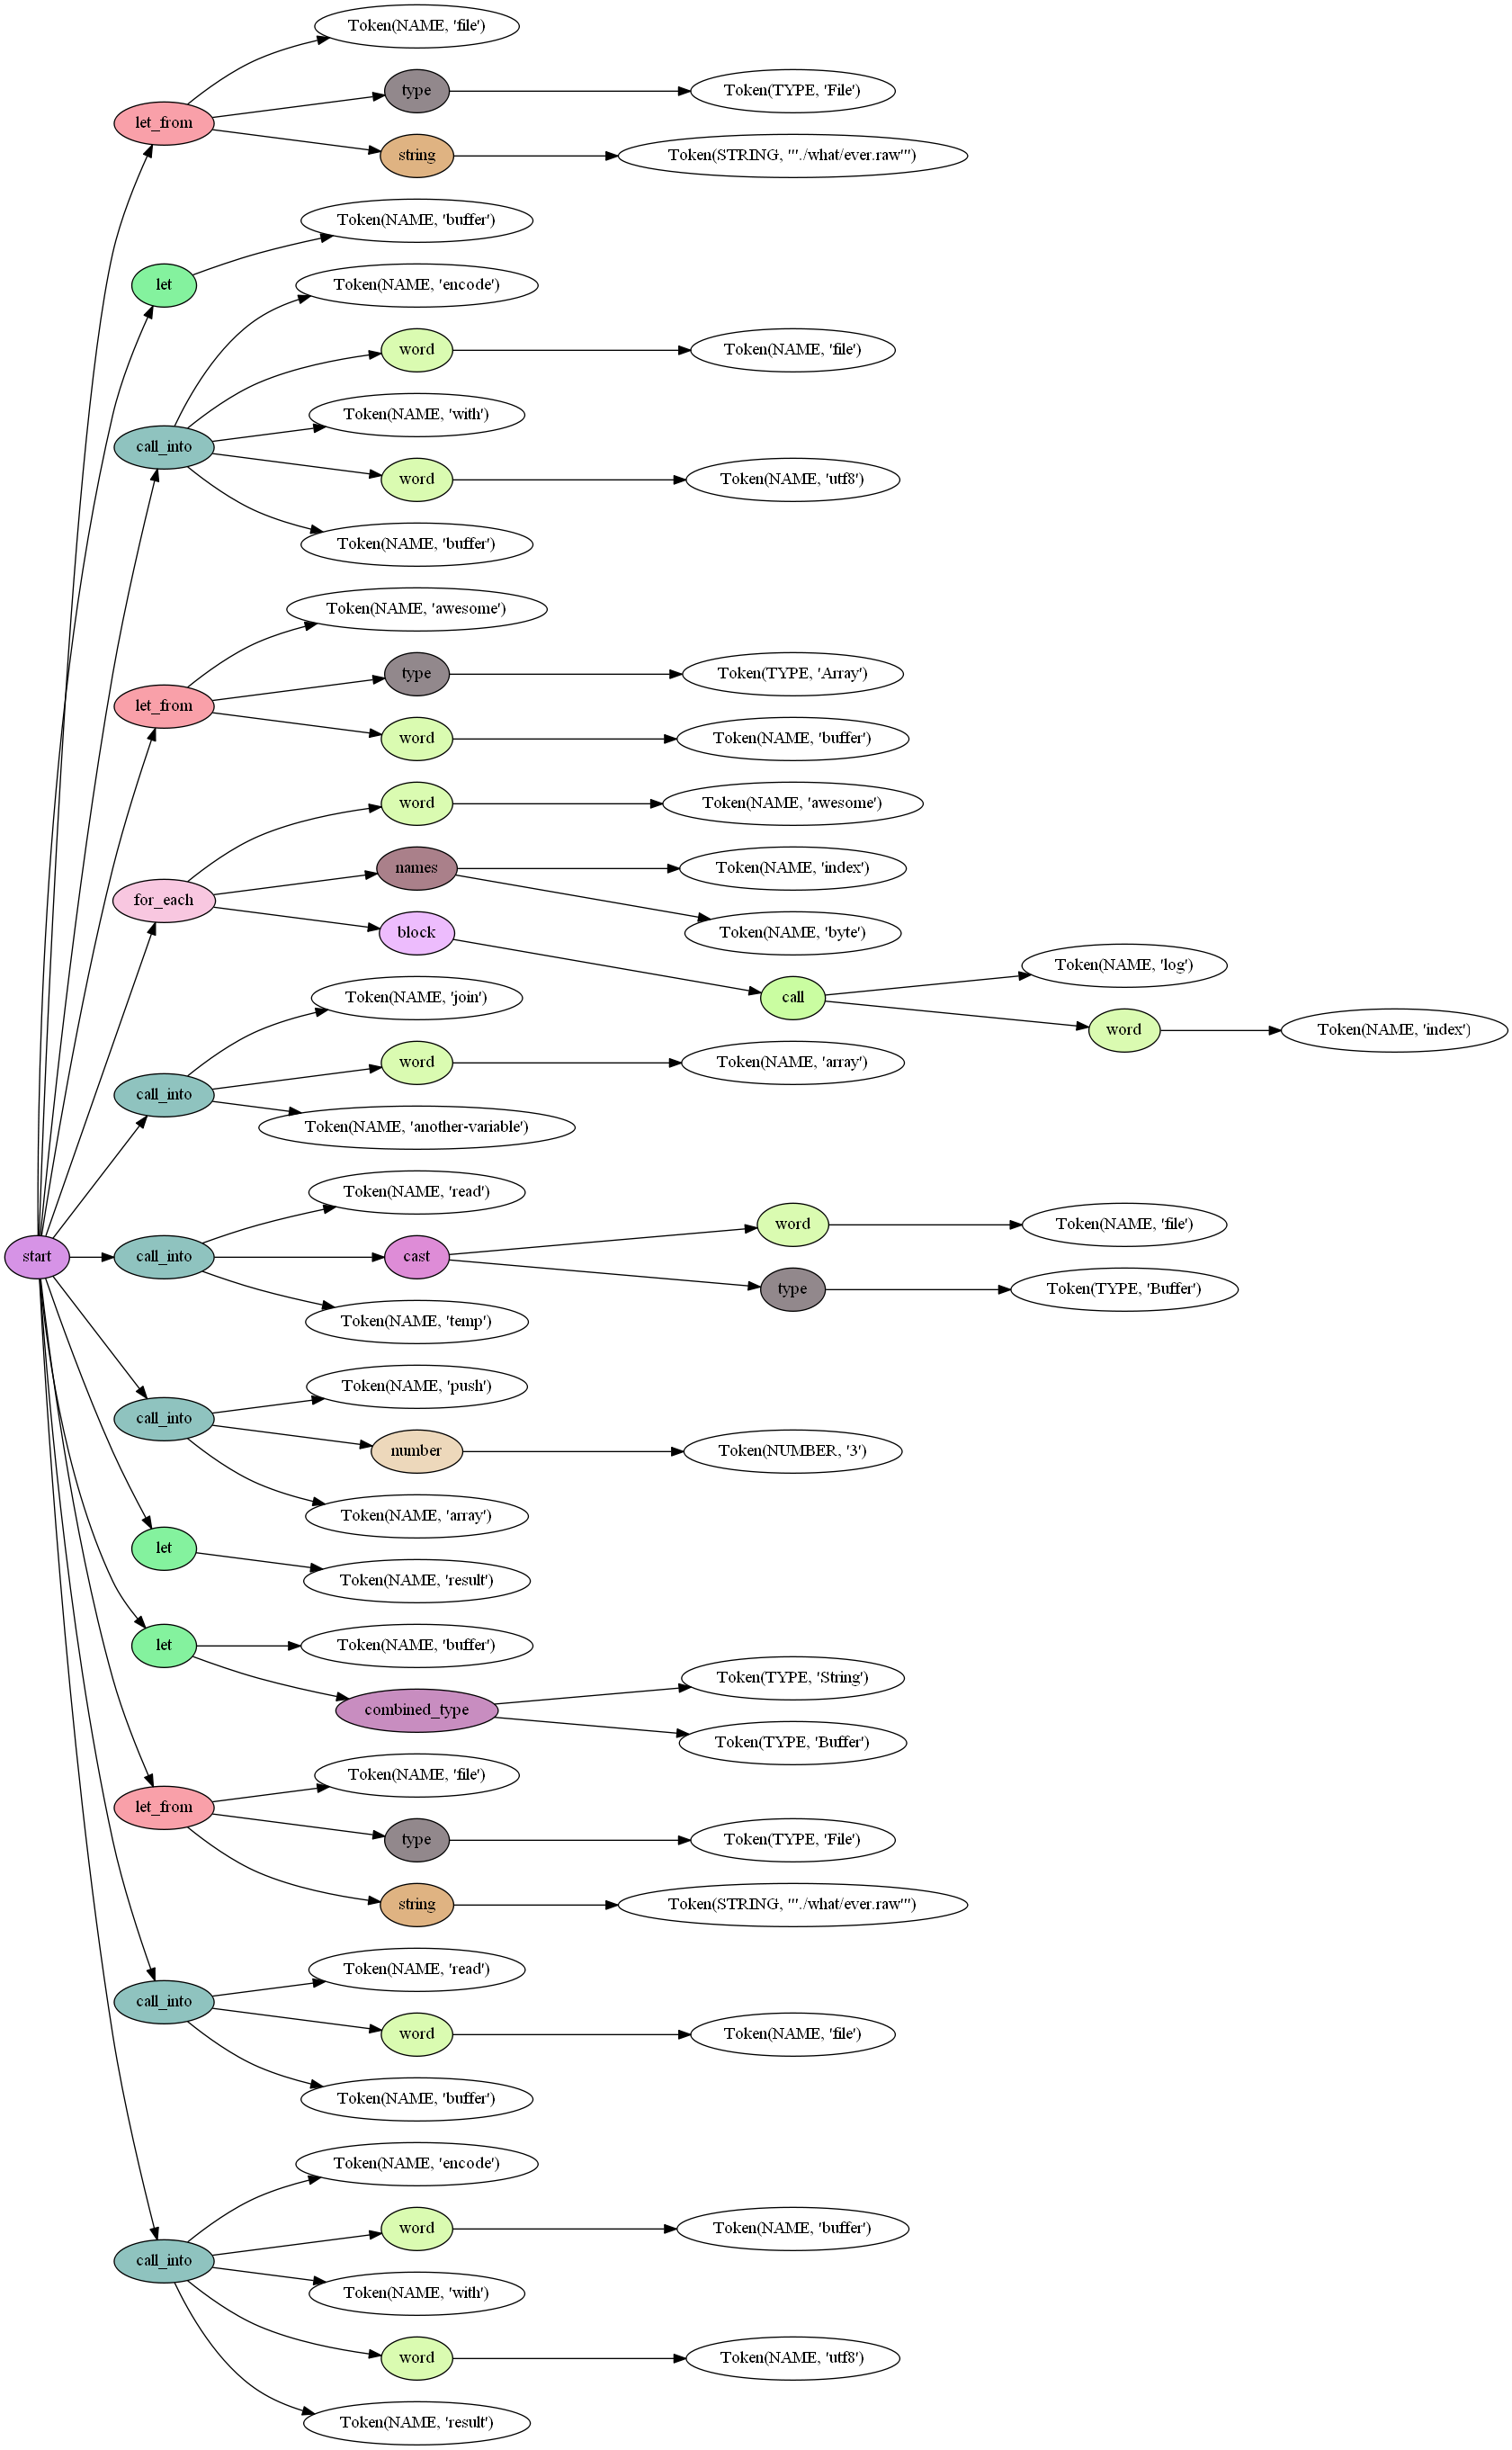 Token(NAME, 'file')
type
Token(TYPE, 'File')
let_from
string
Token(STRING, "'./what/ever.raw'")
Token(NAME, 'buffer')
let
Token(NAME, 'encode')
word
Token(NAME, 'file')
Token(NAME, 'with')
call_into
word
Token(NAME, 'utf8')
Token(NAME, 'buffer')
Token(NAME, 'awesome')
type
Token(TYPE, 'Array')
let_from
word
Token(NAME, 'buffer')
word
Token(NAME, 'awesome')
names
Token(NAME, 'index')
for_each
block
Token(NAME, 'byte')
Token(NAME, 'log')
Token(NAME, 'join')
call
word
Token(NAME, 'index')
word
Token(NAME, 'array')
call_into
Token(NAME, 'another-variable')
Token(NAME, 'read')
word
Token(NAME, 'file')
start
call_into
cast
type
Token(TYPE, 'Buffer')
Token(NAME, 'temp')
Token(NAME, 'push')
call_into
number
Token(NUMBER, '3')
Token(NAME, 'array')
let
Token(NAME, 'result')
let
Token(NAME, 'buffer')
Token(TYPE, 'String')
combined_type
Token(TYPE, 'Buffer')
Token(NAME, 'file')
let_from
type
Token(TYPE, 'File')
string
Token(STRING, "'./what/ever.raw'")
Token(NAME, 'read')
call_into
word
Token(NAME, 'file')
Token(NAME, 'buffer')
Token(NAME, 'encode')
word
Token(NAME, 'buffer')
call_into
Token(NAME, 'with')
word
Token(NAME, 'utf8')
Token(NAME, 'result')